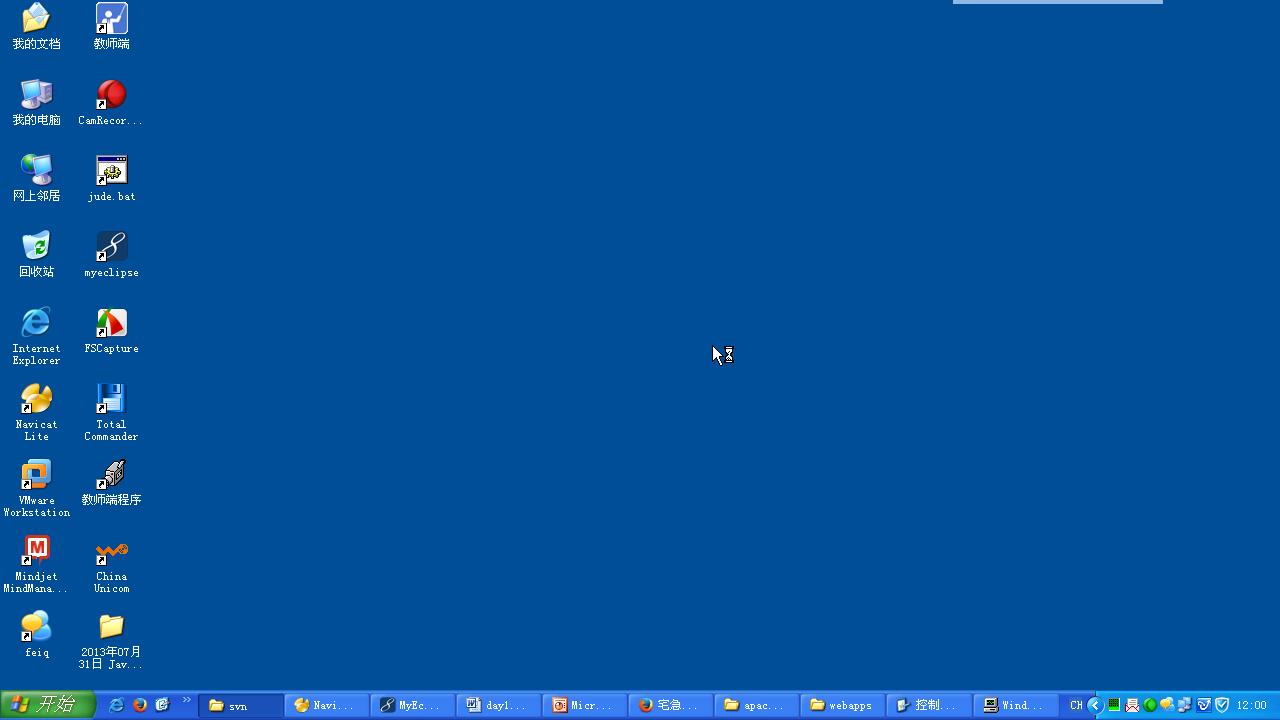 我的文档
教师端
我的电脑
CamRecor...
网上邻居
jude.bat
回收站
myeclipse
Internet
Explorer
FSCapture
Navicat
Lite
Total
Commander
VMware
Workstation
教师端程序
Mindjet
MindMana...
China
Unicom
feiq
2013年07月
31日 Jav...
开始
svn
Navi...
MyEc...
day1...
Micr...
宅急...
apac...
webapps
控制...
Wind...
CH
12:00